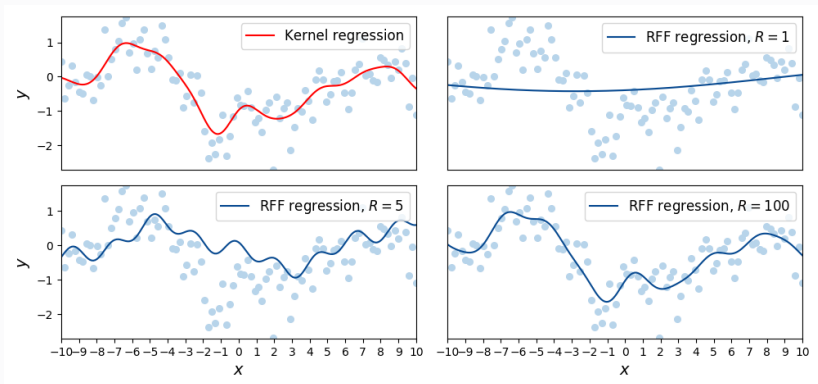 Kernel regression
RFF regression, R = 1
1
0
−1
−2
y
RFF regression, R = 5
RFF regression, R = 100
1
0
−1
−2
y
−10 −9 −8 −7 −6 −5 −4 −3 −2 −1 0 1 2 3 4 5 6 7 8 9 10
x
−10 −9 −8 −7 −6 −5 −4 −3 −2 −1 0 1 2 3 4 5 6 7 8 9 10
x